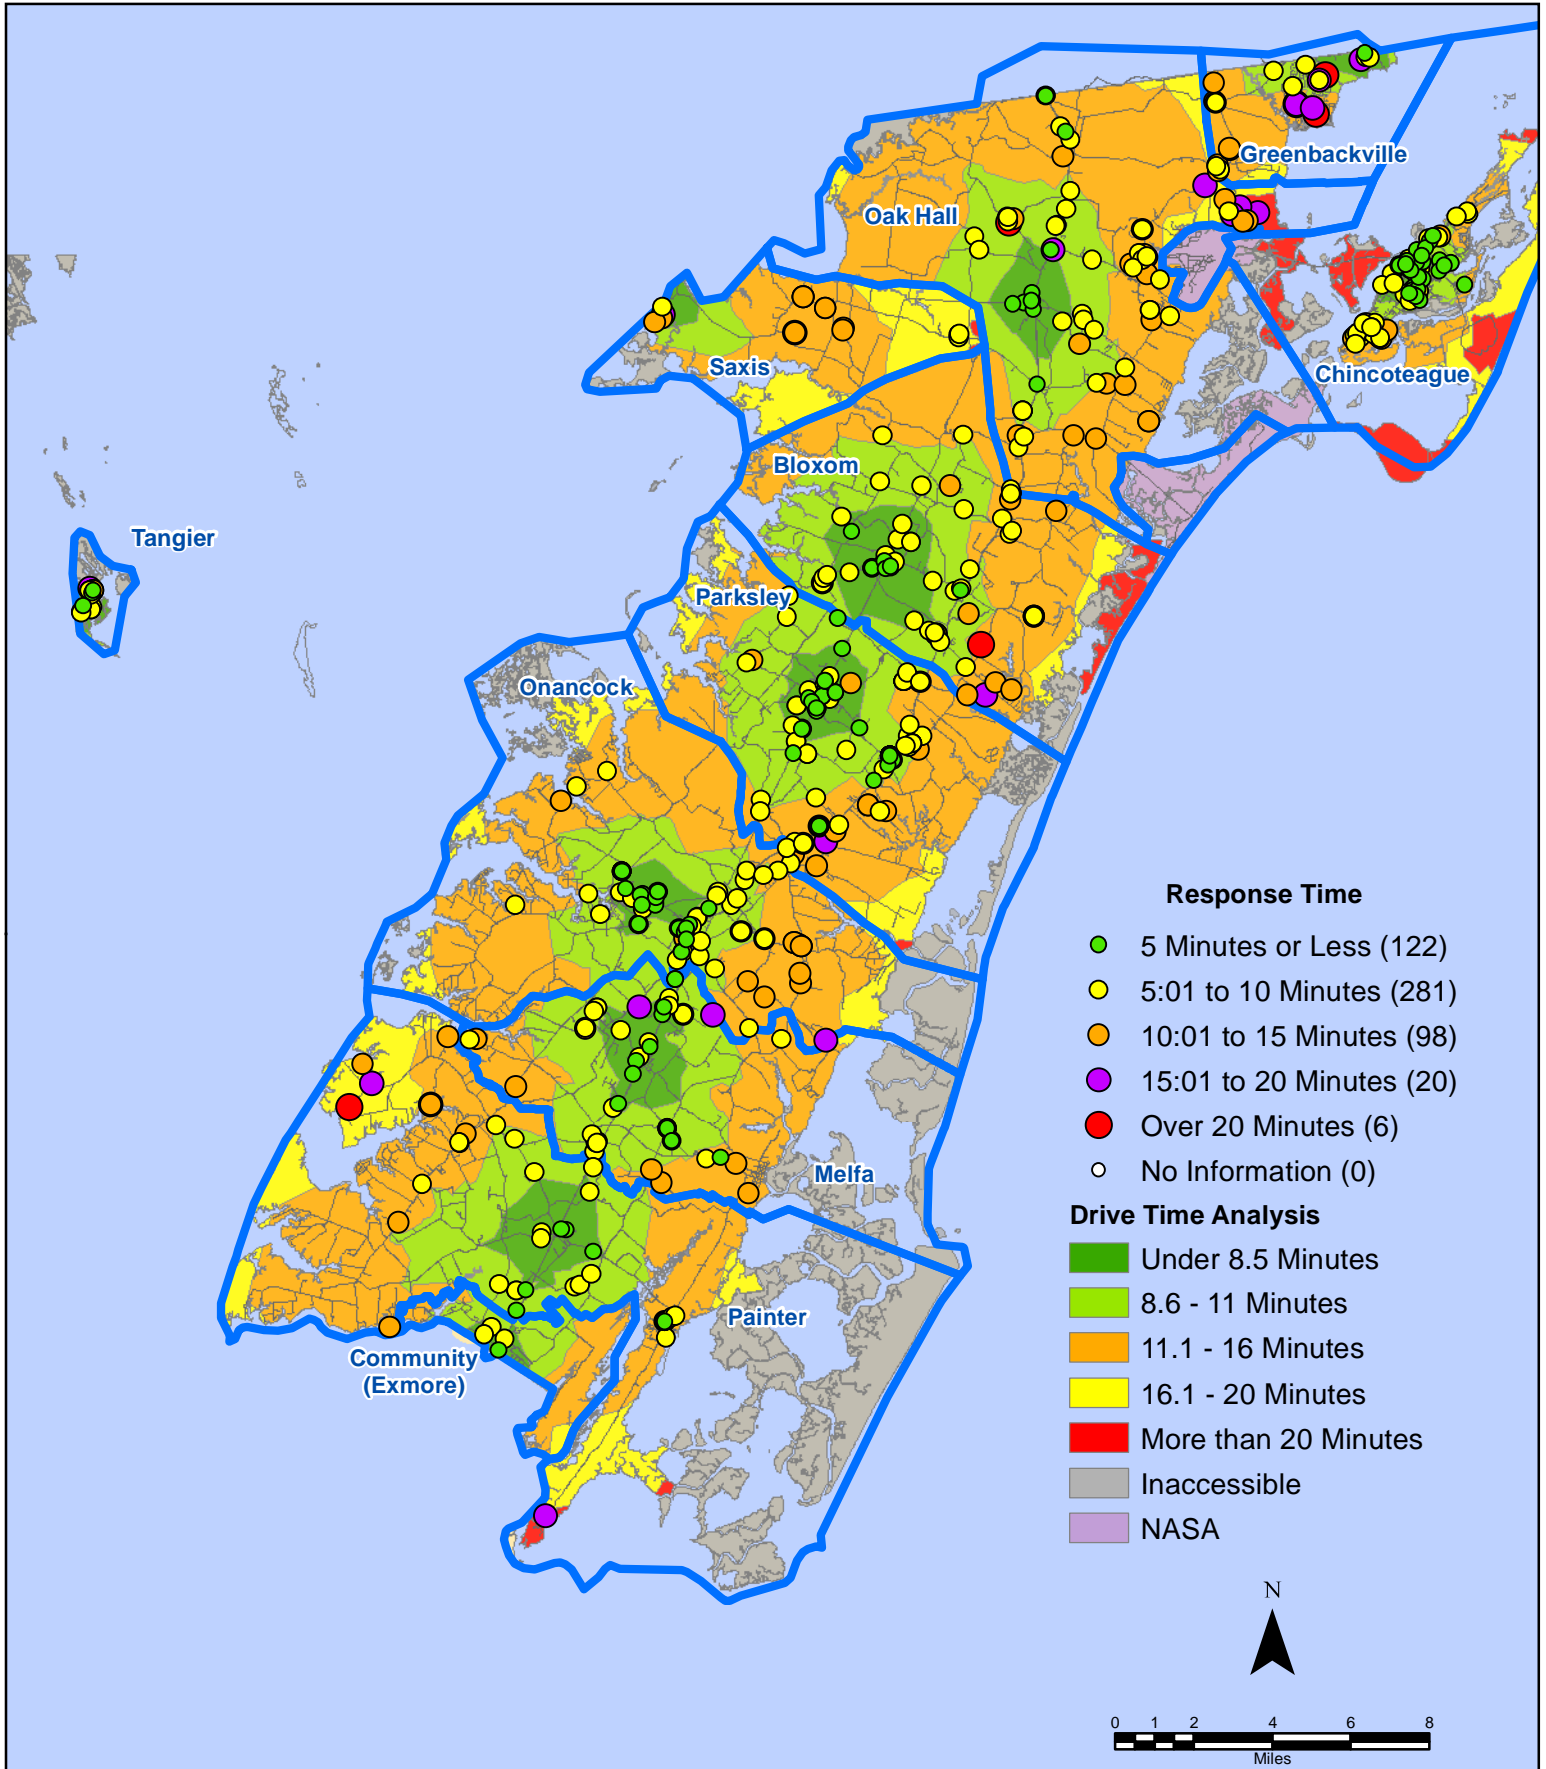 Greenbackville
Oak Hall
Saxis
Chincoteague
Bloxom
Tangier
Parksley
Onancock
Melfa
Painter
Community
(Exmore)
Response Time
5 Minutes or Less (122)
5:01 to 10 Minutes (281)
10:01 to 15 Minutes (98)
15:01 to 20 Minutes (20)
Over 20 Minutes (6)
No Information (0)
Drive Time Analysis
Under 8.5 Minutes
8.6 - 11 Minutes
11.1 - 16 Minutes
16.1 - 20 Minutes
More than 20 Minutes
Inaccessible
NASA
N
0 1 2 4 6 8
Miles